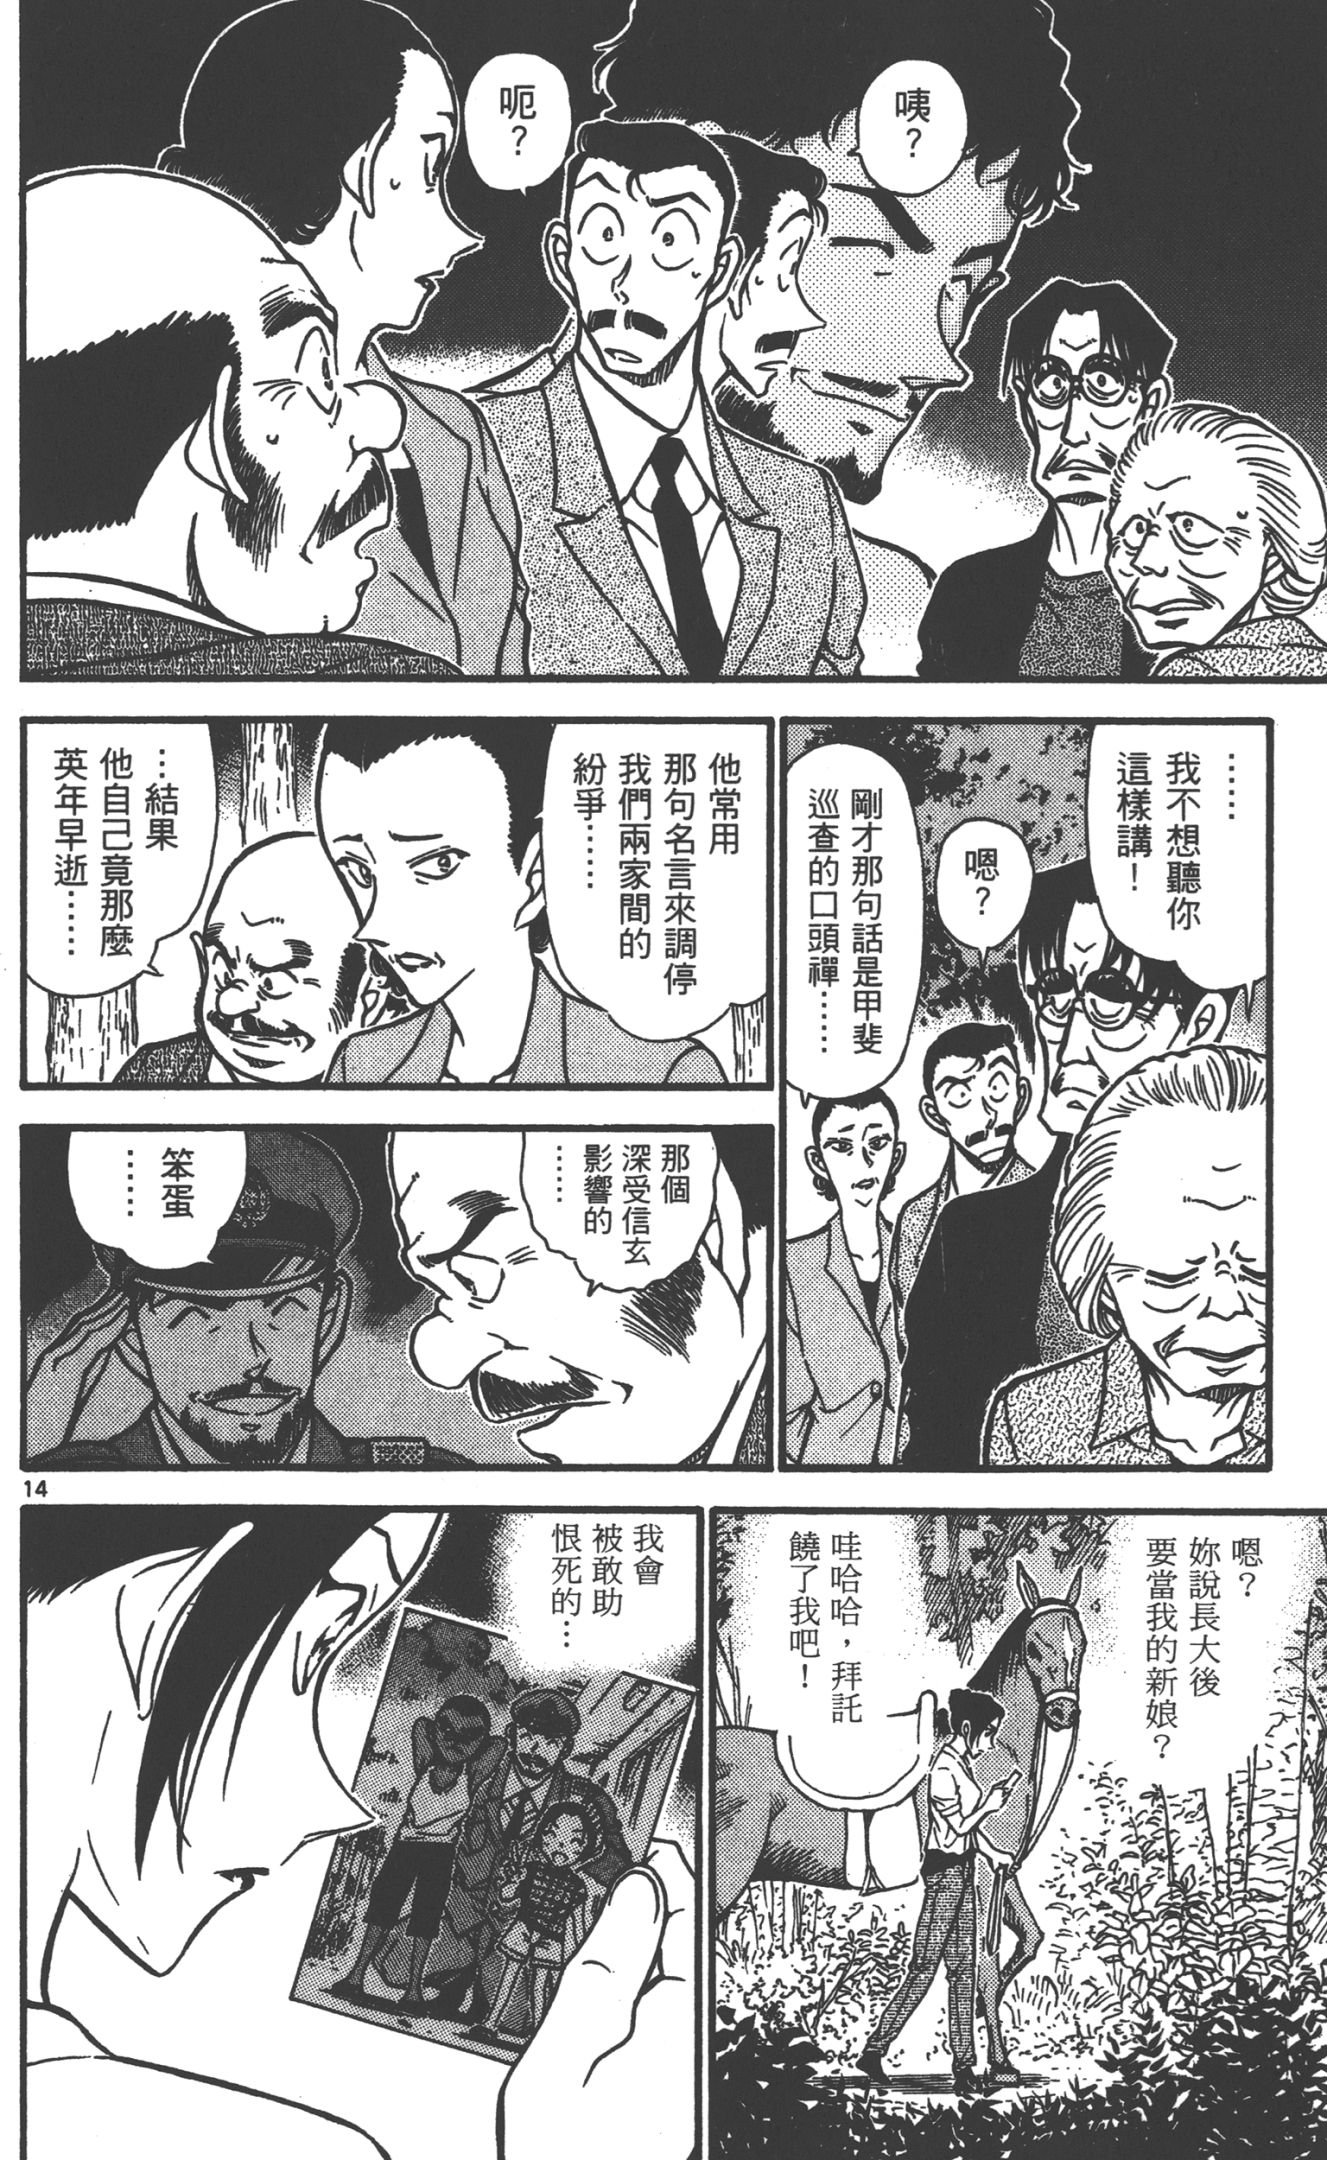 咦？
呃？
……
我不想聽你
這樣講！
嗯？
剛才那句話是甲斐
巡查的口頭禪……
他常用
那句名言來調停
我們兩家間的
紛爭……
…結果
他自己竟那麼
英年早逝……
那個
深受信玄
影響的
……
笨蛋
……
14
嗯？
妳說長大後
要當我的新娘？
哇哈哈，拜託
饒了我吧！
我會
被敢助
恨死的…